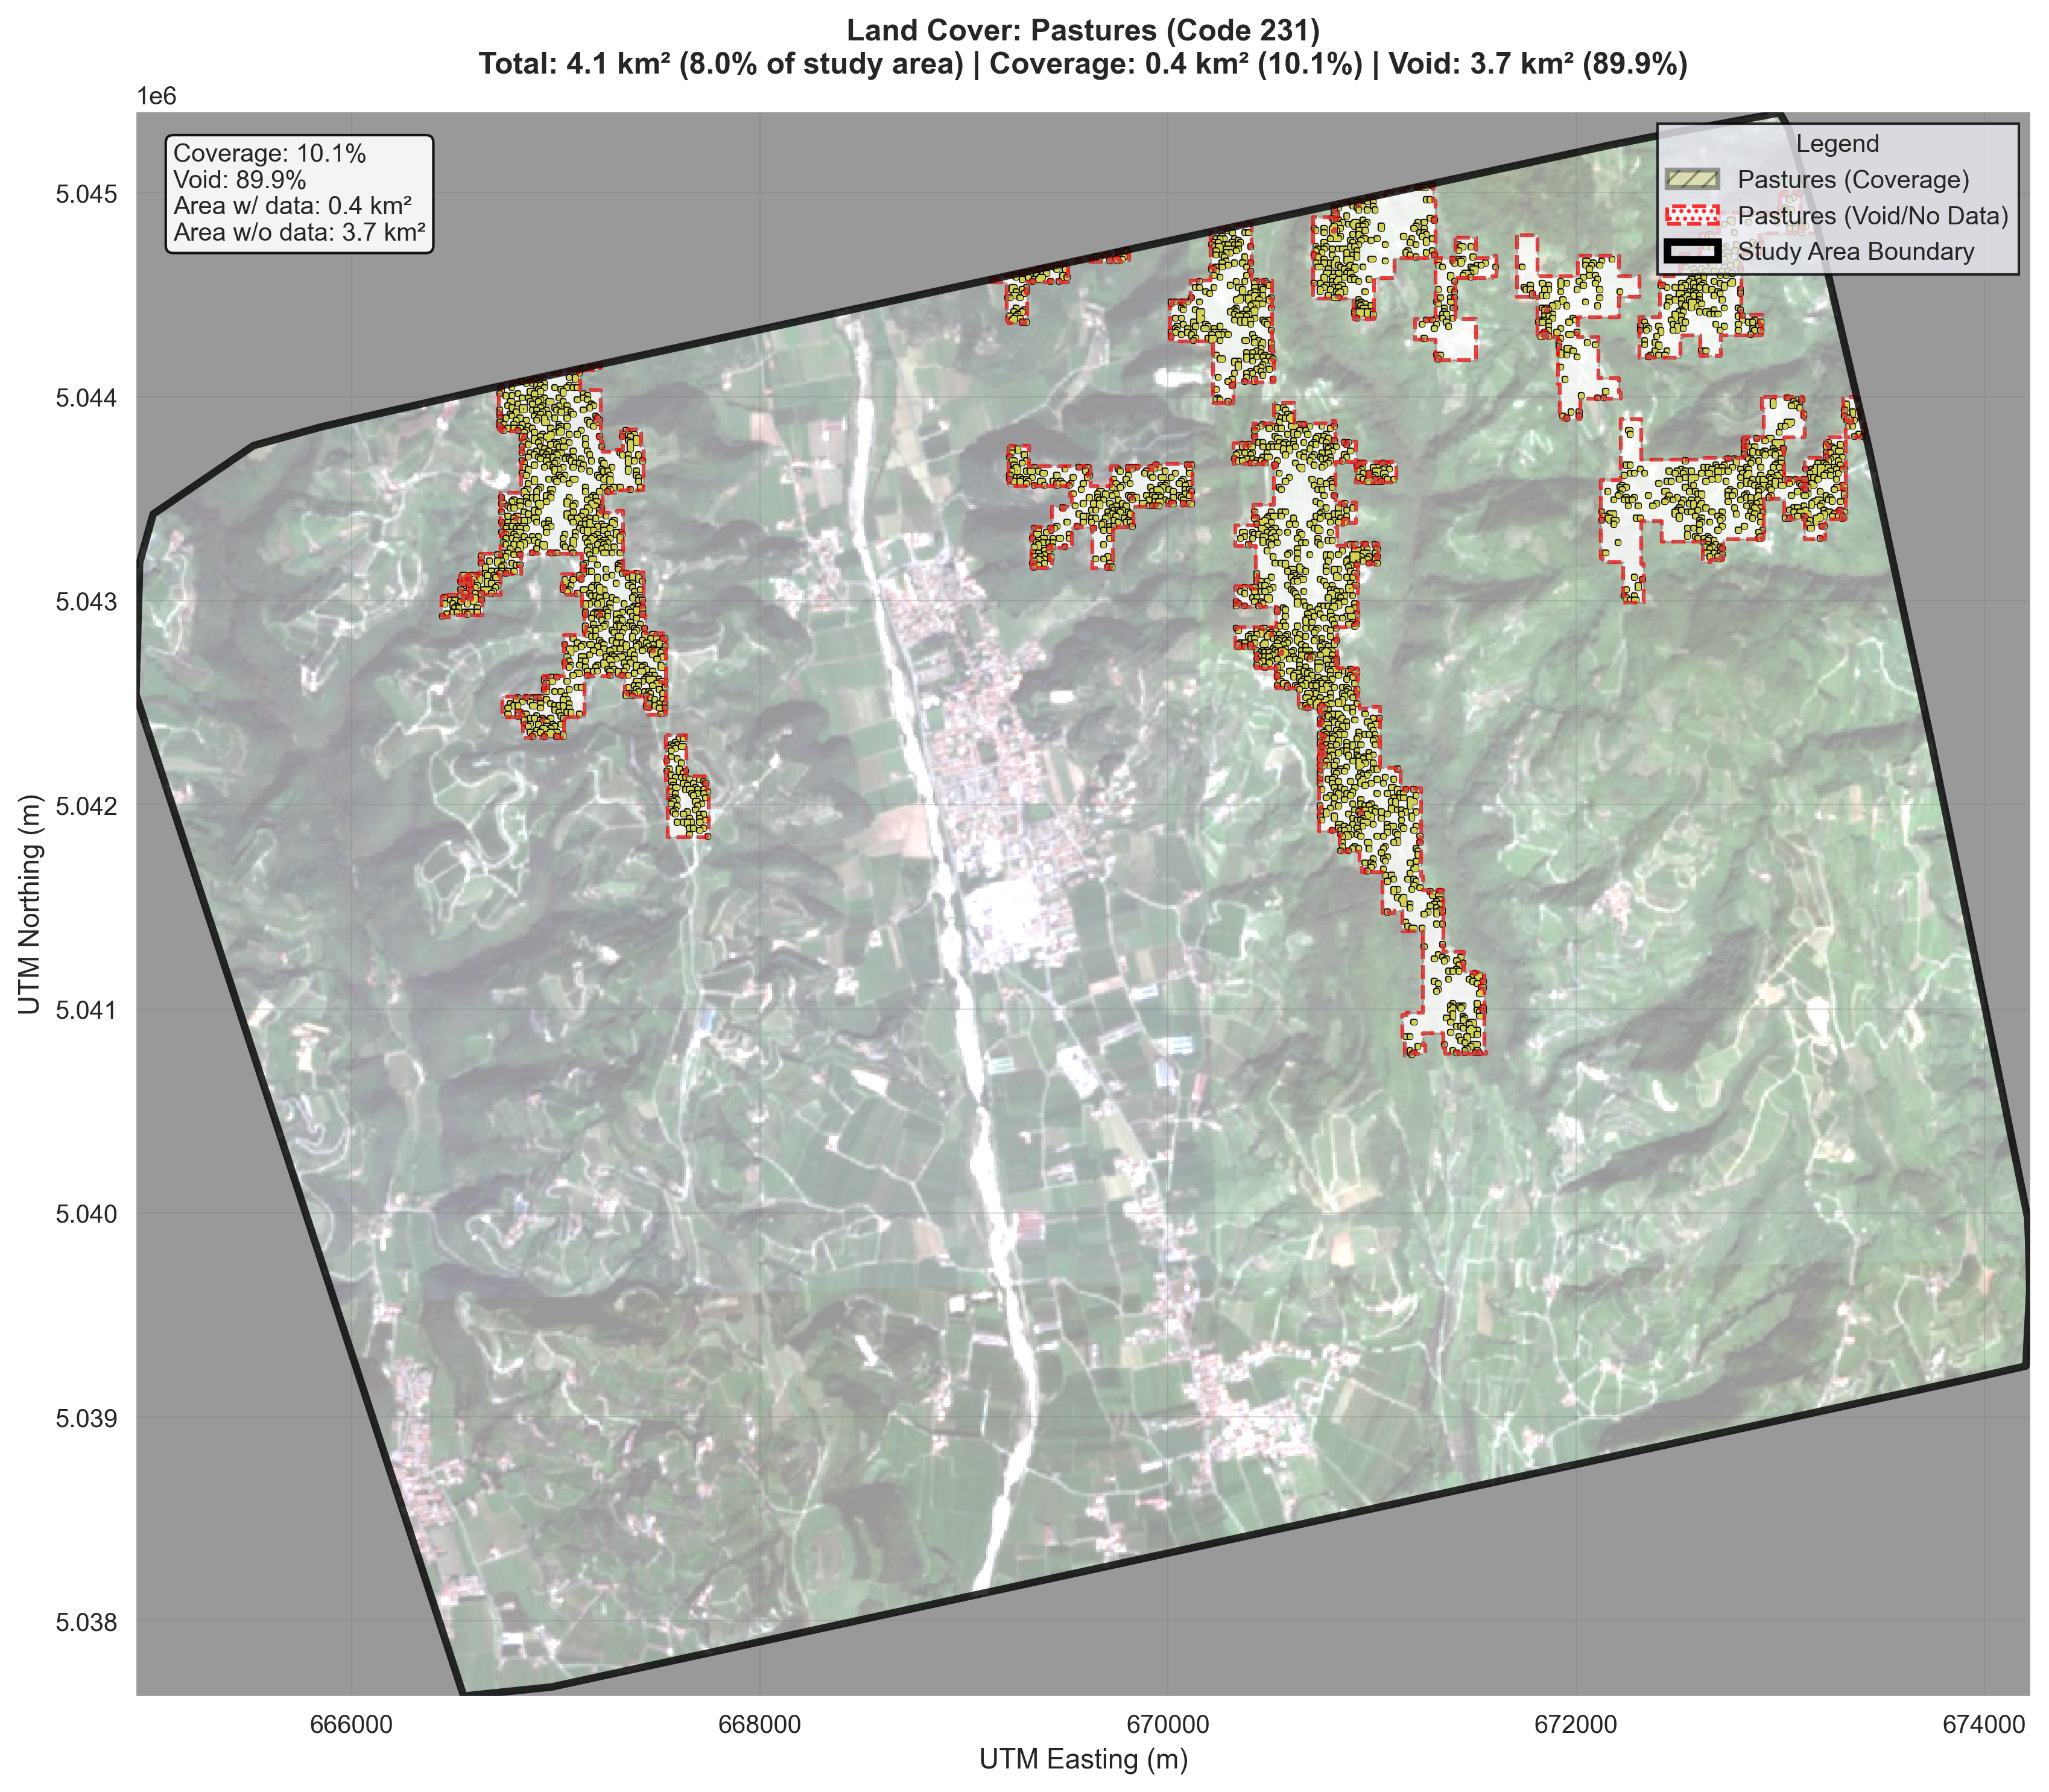 Land Cover: Pastures (Code 231)
Total: 4.1 km² (8.0% of study area) | Coverage: 0.4 km² (10.1%) | Void: 3.7 km² (89.9%)
1e6
Coverage: 10.1%
Void: 89.9%
Area w/ data: 0.4 km²
Area w/o data: 3.7 km²
Legend
Pastures (Coverage)
Pastures (Void/No Data)
Study Area Boundary
5.045
5.044
5.043
5.042
5.041
5.040
5.039
5.038
UTM Northing (m)
666000
668000
670000
672000
674000
UTM Easting (m)